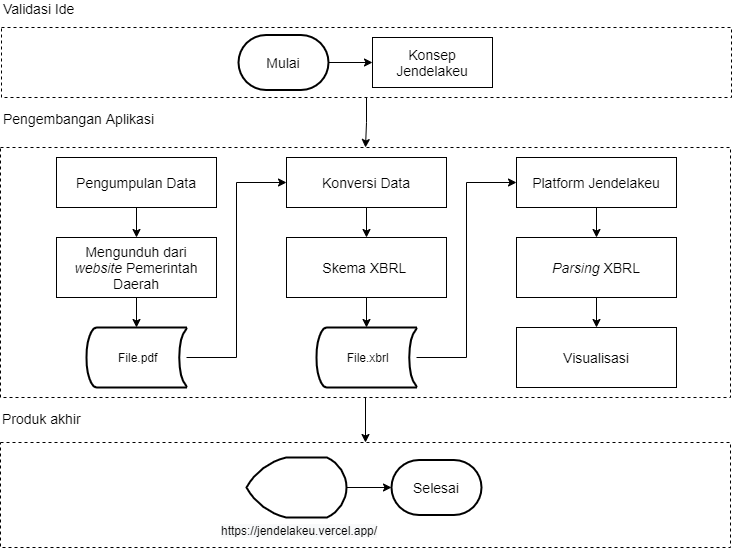 Validasi Ide
Mulai
Konsep
Jendelakeu
Pengembangan Aplikasi
Pengumpulan Data
Mengunduh dari
website Pemerintah
Daerah
File.pdf
Konversi Data
Skema XBRL
File.xbrl
Platform Jendelakeu
Parsing XBRL
Visualisasi
Produk akhir
https://jendelakeu.vercel.app/
Selesai